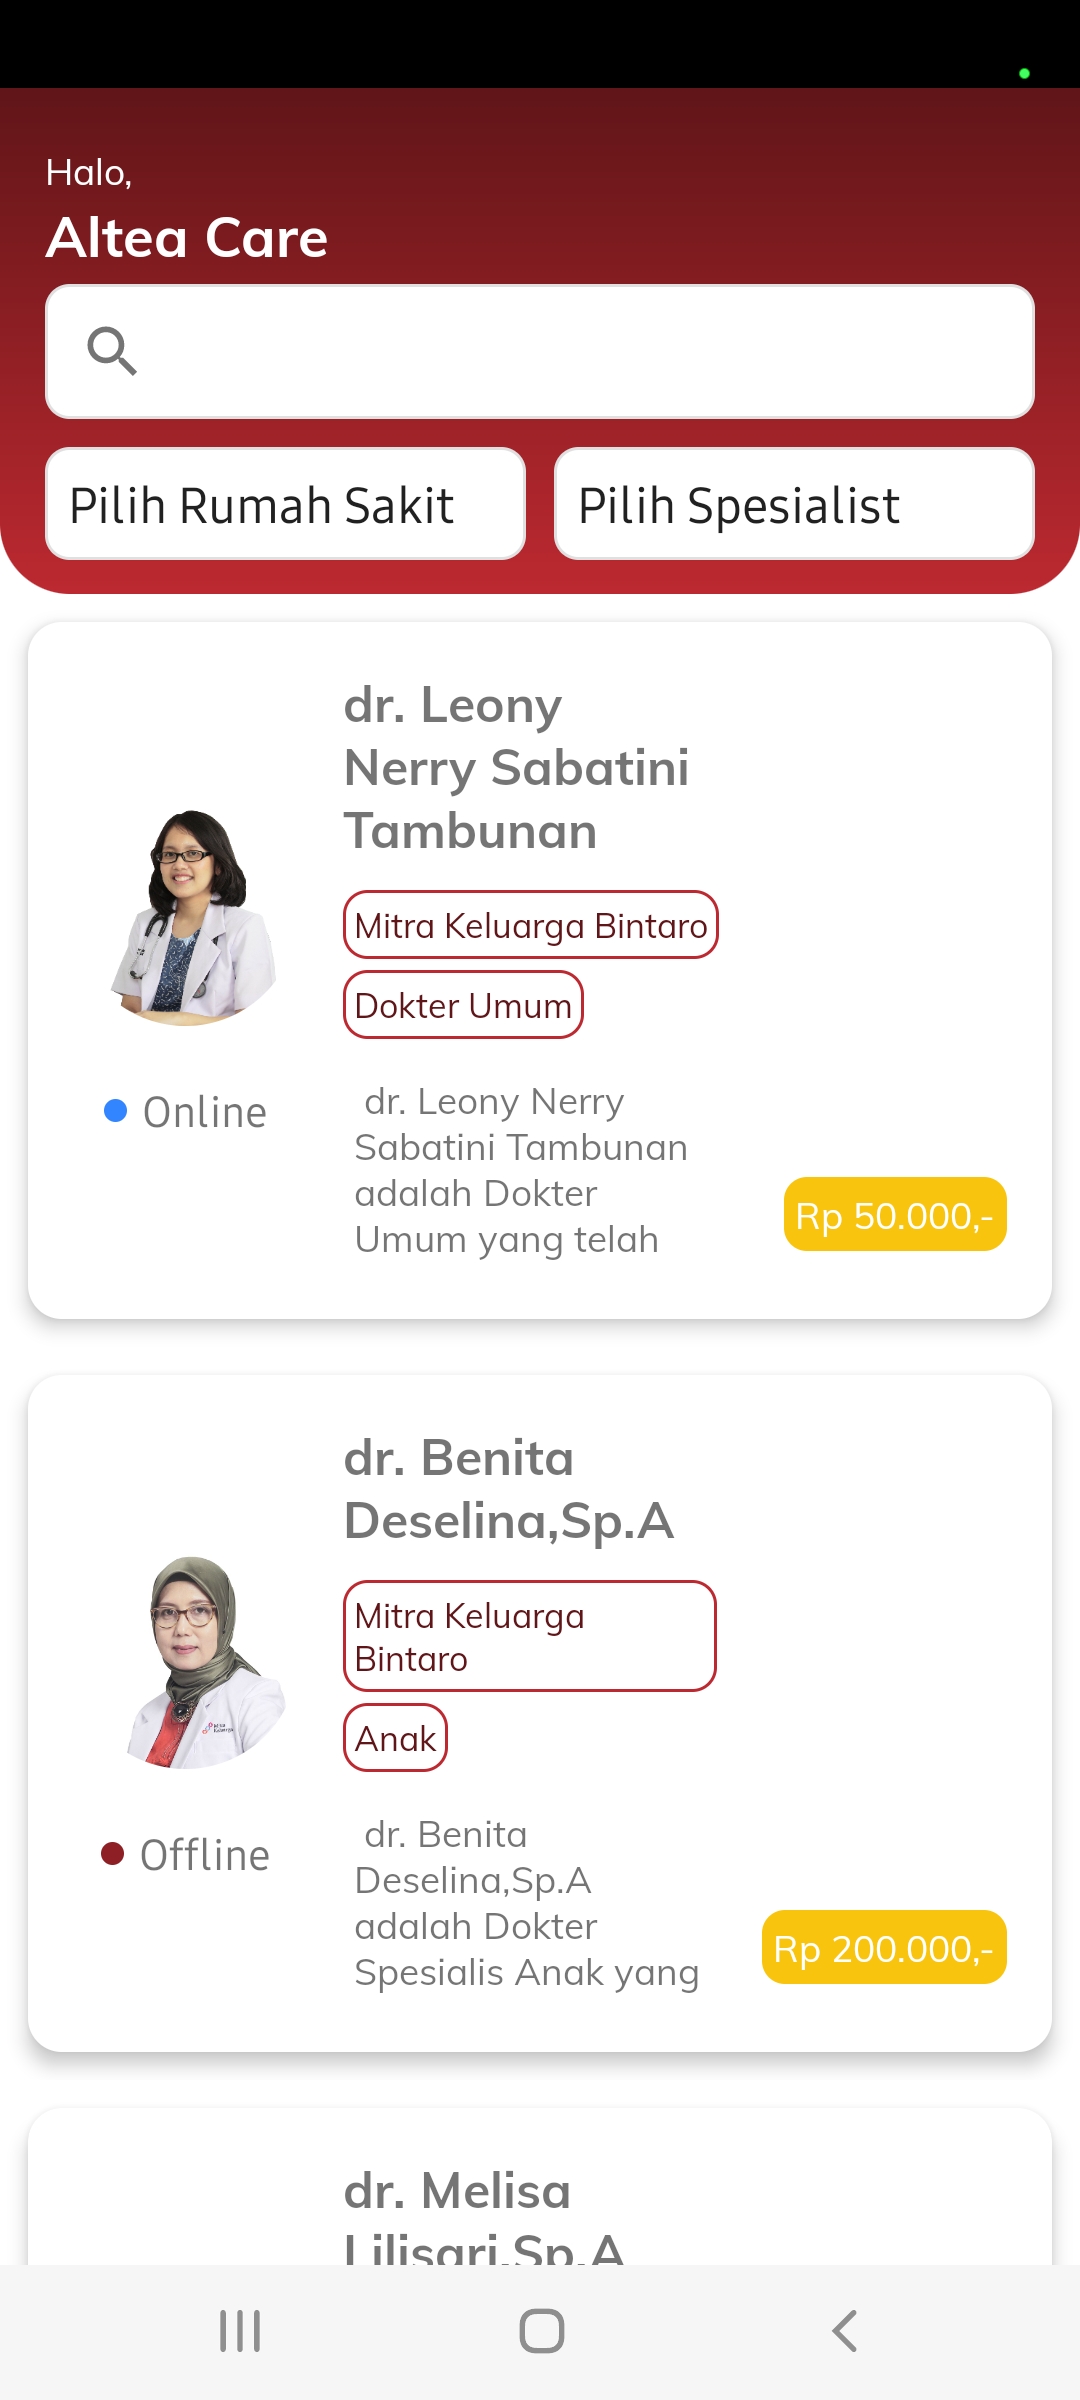 Halo,
Altea Care
Pilih Rumah Sakit
Pilih Spesialist
dr. Leony
Nerry Sabatini
Tambunan
Mitra Keluarga Bintaro
Dokter Umum
Online
dr. Leony Nerry
Sabatini Tambunan
adalah Dokter
Umum yang telah
Rp 50.000,-
dr. Benita
Deselina,Sp.A
Mitra Keluarga
Bintaro
Anak
Offline
dr. Benita
Deselina,Sp.A
adalah Dokter
Spesialis Anak yang
Rp 200.000,-
dr. Melisa
Lilisari,Sp.A